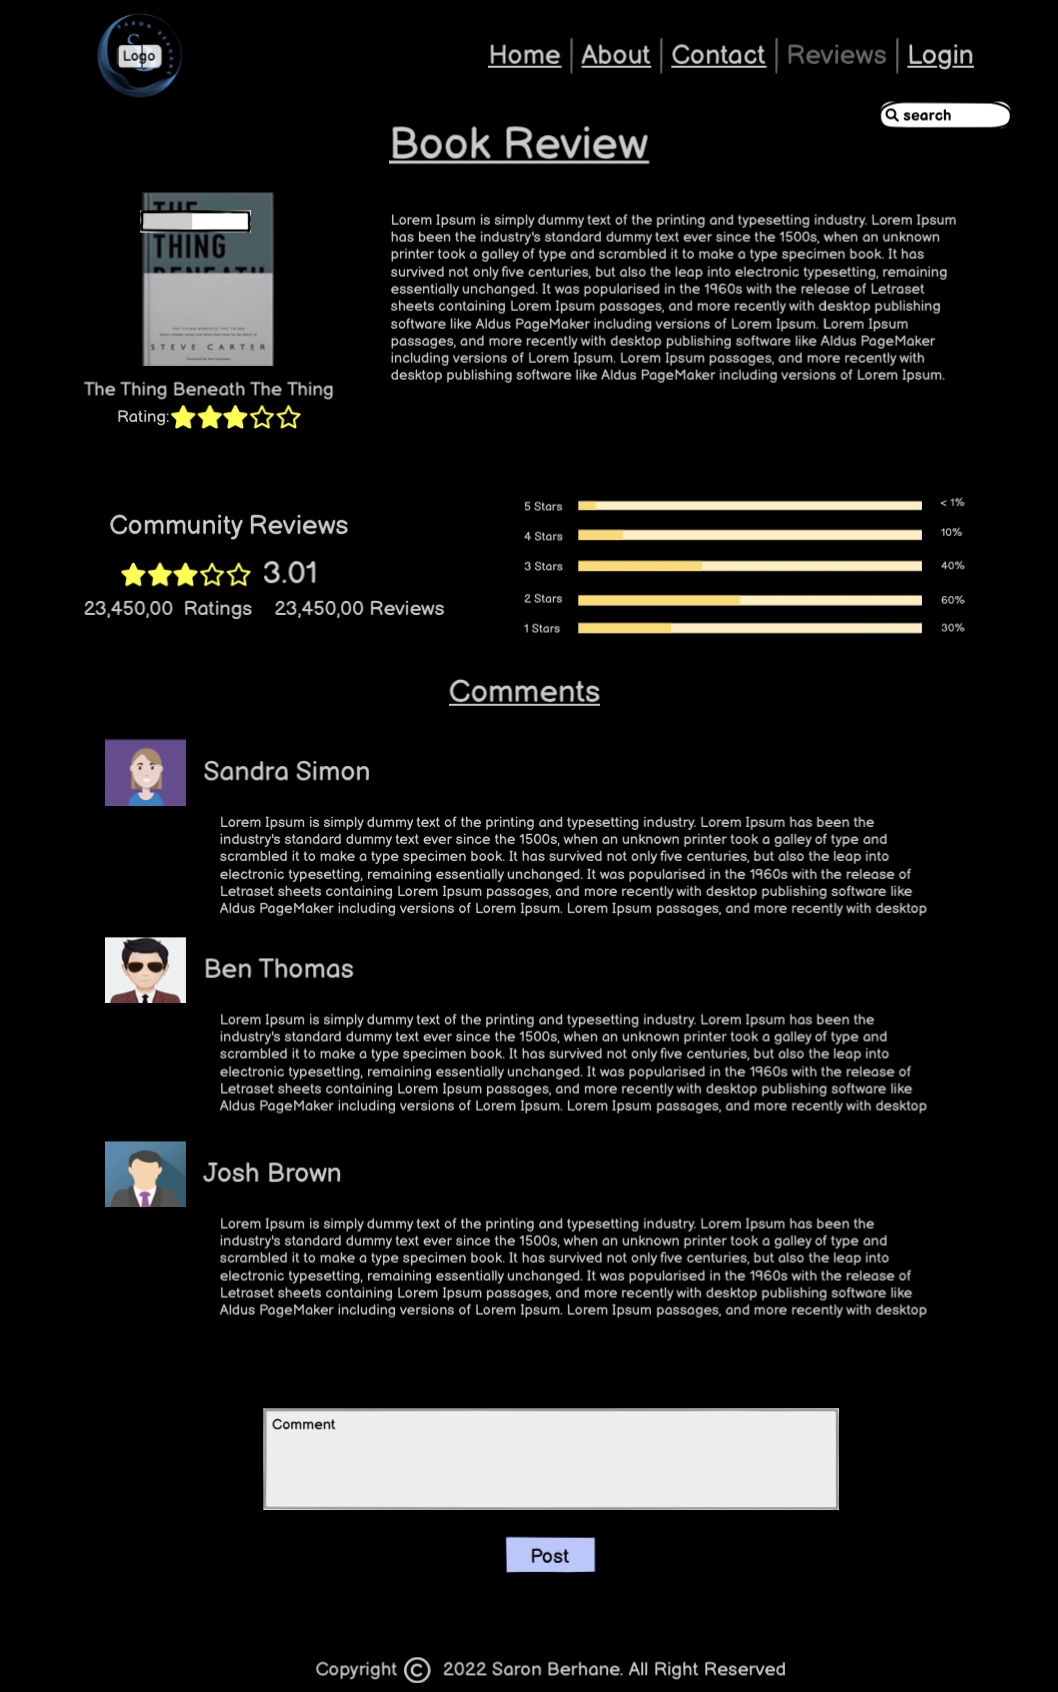 SARON BERHANE
Logo
Home About Contact Reviews Login
search
Book Review
THE
THING
BENEATH
THE THING BENEATH THE THING
STEVE CARTER
Lorem Ipsum is simply dummy text of the printing and typesetting industry. Lorem Ipsum
has been the industry's standard dummy text ever since the 1500s, when an unknown
printer took a galley of type and scrambled it to make a type specimen book. It has
survived not only five centuries, but also the leap into electronic typesetting, remaining
essentially unchanged. It was popularised in the 1960s with the release of Letraset
sheets containing Lorem Ipsum passages, and more recently with desktop publishing
software like Aldus PageMaker including versions of Lorem Ipsum. Lorem Ipsum
passages, and more recently with desktop publishing software like Aldus PageMaker
including versions of Lorem Ipsum. Lorem Ipsum passages, and more recently with
desktop publishing software like Aldus PageMaker including versions of Lorem Ipsum.
The Thing Beneath The Thing
Rating:
Community Reviews
3.01
23,450,00 Ratings 23,450,00 Reviews
5 Stars < 1%
4 Stars 10%
3 Stars 40%
2 Stars 60%
1 Stars 30%
Comments
Sandra Simon
Lorem Ipsum is simply dummy text of the printing and typesetting industry. Lorem Ipsum has been the
industry's standard dummy text ever since the 1500s, when an unknown printer took a galley of type and
scrambled it to make a type specimen book. It has survived not only five centuries, but also the leap into
electronic typesetting, remaining essentially unchanged. It was popularised in the 1960s with the release of
Letraset sheets containing Lorem Ipsum passages, and more recently with desktop publishing software like
Aldus PageMaker including versions of Lorem Ipsum. Lorem Ipsum passages, and more recently with desktop
Ben Thomas
Lorem Ipsum is simply dummy text of the printing and typesetting industry. Lorem Ipsum has been the
industry's standard dummy text ever since the 1500s, when an unknown printer took a galley of type and
scrambled it to make a type specimen book. It has survived not only five centuries, but also the leap into
electronic typesetting, remaining essentially unchanged. It was popularised in the 1960s with the release of
Letraset sheets containing Lorem Ipsum passages, and more recently with desktop publishing software like
Aldus PageMaker including versions of Lorem Ipsum. Lorem Ipsum passages, and more recently with desktop
Josh Brown
Lorem Ipsum is simply dummy text of the printing and typesetting industry. Lorem Ipsum has been the
industry's standard dummy text ever since the 1500s, when an unknown printer took a galley of type and
scrambled it to make a type specimen book. It has survived not only five centuries, but also the leap into
electronic typesetting, remaining essentially unchanged. It was popularised in the 1960s with the release of
Letraset sheets containing Lorem Ipsum passages, and more recently with desktop publishing software like
Aldus PageMaker including versions of Lorem Ipsum. Lorem Ipsum passages, and more recently with desktop
Comment
Post
Copyright © 2022 Saron Berhane. All Right Reserved